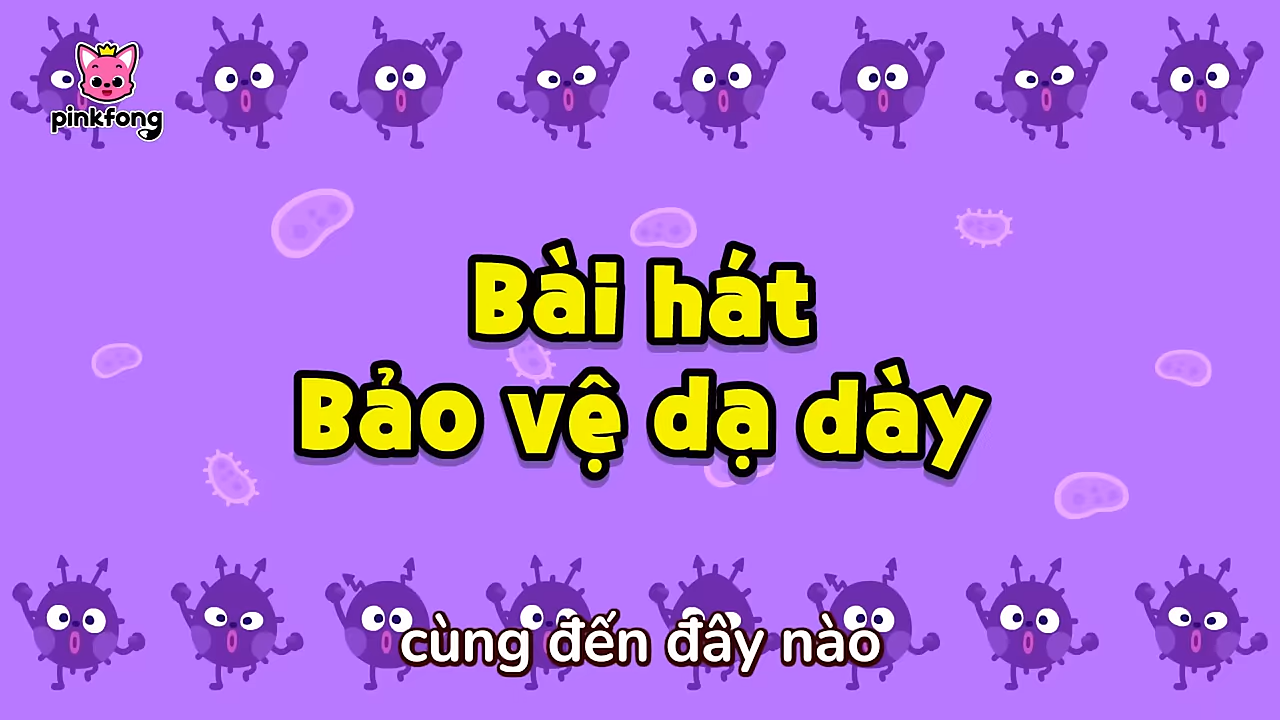 pinkfong
Bài hát
Bảo vệ dạ dày
cùng đến đây nào